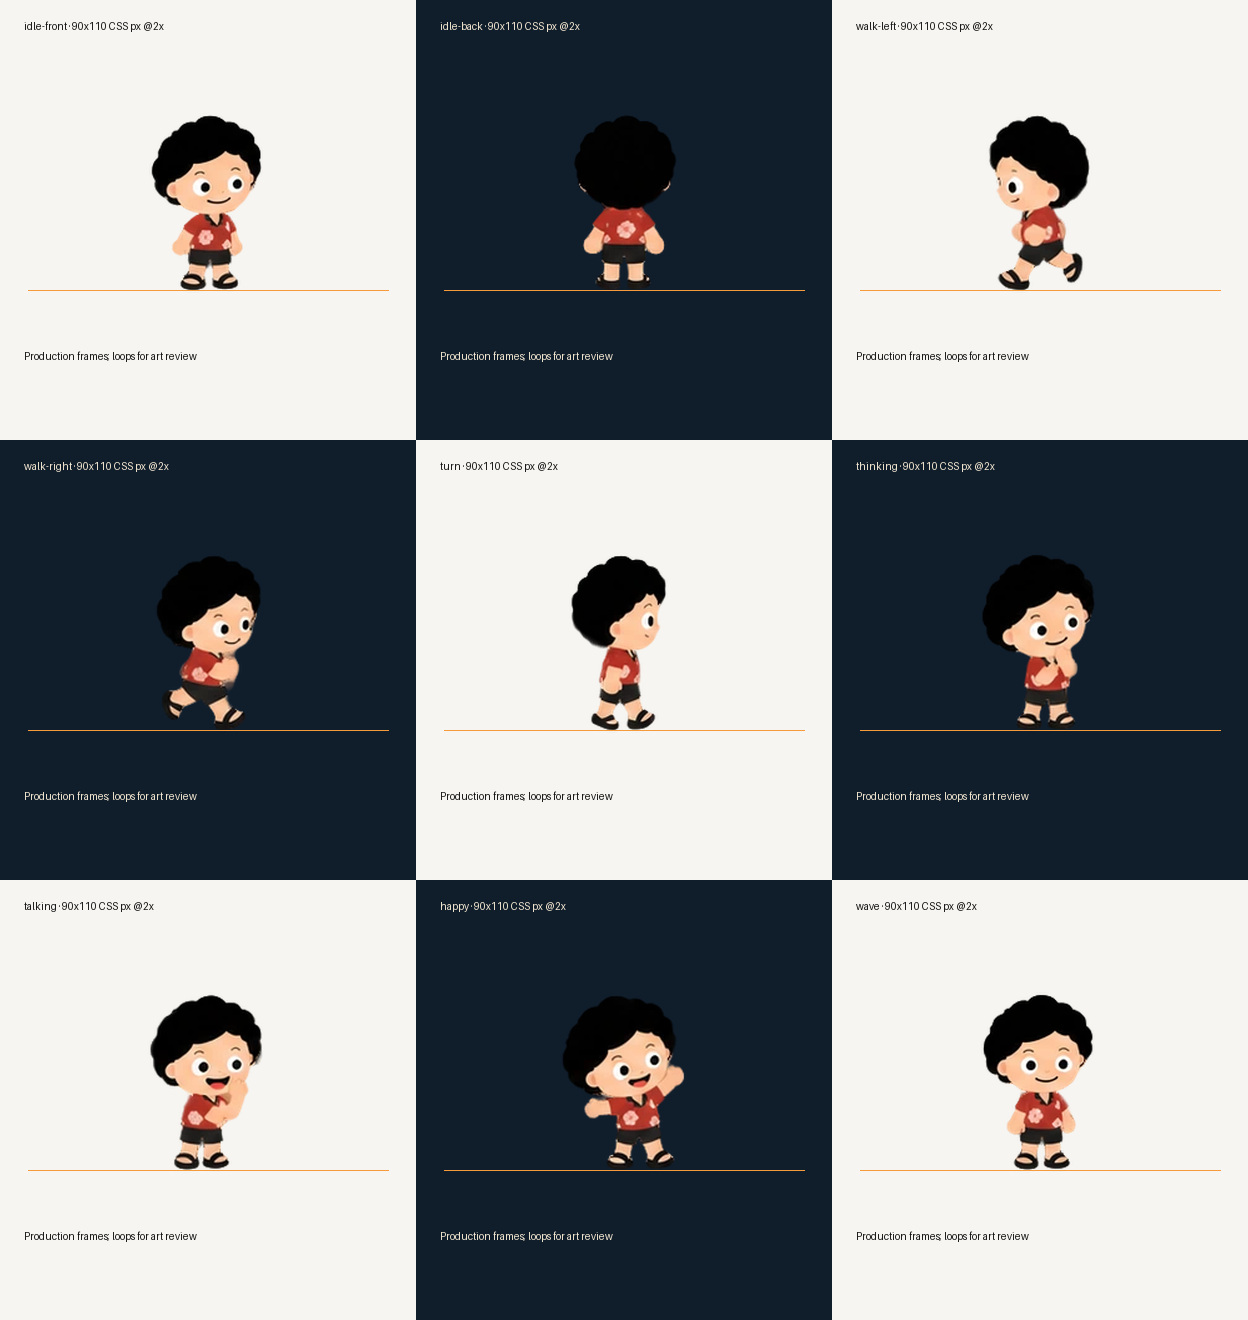 idle-front · 90x110 CSS px @2x
idle-back · 90x110 CSS px @2x
walk-left · 90x110 CSS px @2x
Production frames; loops for art review
Production frames; loops for art review
Production frames; loops for art review
walk-right · 90x110 CSS px @2x
turn · 90x110 CSS px @2x
thinking · 90x110 CSS px @2x
Production frames; loops for art review
Production frames; loops for art review
Production frames; loops for art review
talking · 90x110 CSS px @2x
happy · 90x110 CSS px @2x
wave · 90x110 CSS px @2x
Production frames; loops for art review
Production frames; loops for art review
Production frames; loops for art review